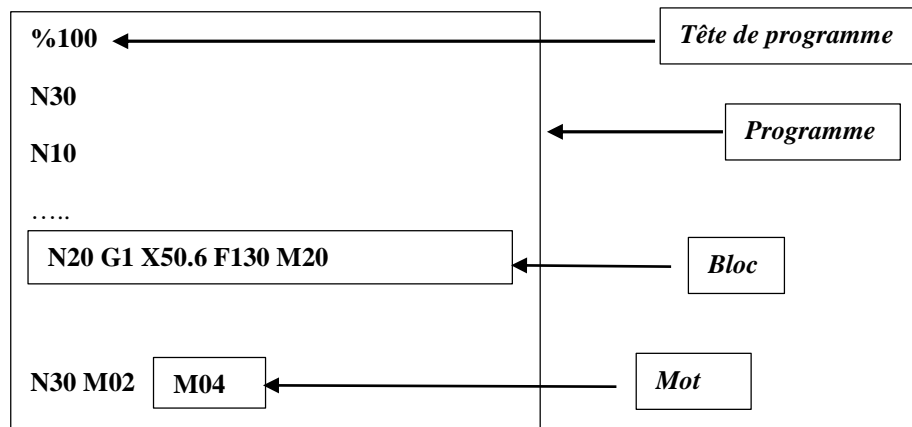 %100
Tête de programme
N30
Programme
N10
…..
N20 G1 X50.6 F130 M20
Bloc
N30 M02 M04
Mot